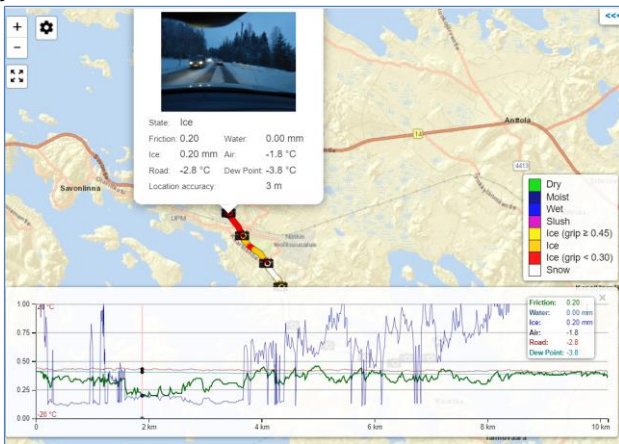 +
−
<<<
State: Ice
Friction: 0.20 Water: 0.00 mm
Ice: 0.20 mm Air: -1.8 °C
Road: -2.8 °C Dew Point: -3.8 °C
Location accuracy: 3 m
Anttola
14
4413
Savonlinna
UPM
Dry
Moist
Wet
Slush
Ice (grip ≥ 0.45)
Ice
Ice (grip < 0.30)
Snow
1.00
0.75
0.50
0.25
0.00
-20 °C
0
2 km
4 km
6 km
8 km
10 km
Friction: 0.20
Water: 0.00 mm
Ice: 0.20 mm
Air: -1.8
Road: -2.8
Dew Point: -3.8